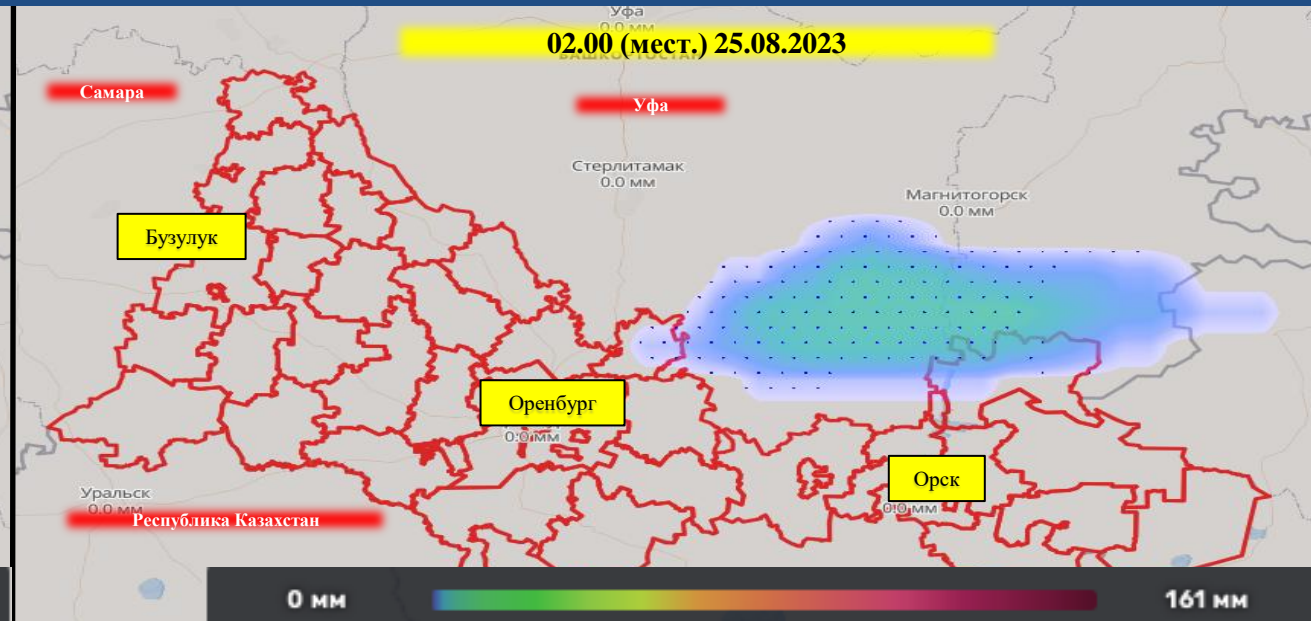 Уфа
0.0 мм
02.00 (мест.) 25.08.2023
БАШКОРТОСТАН
Самара
Уфа
Стерлитамак
0.0 мм
Магнитогорск
0.0 мм
Бузулук
Оренбург
0.0 мм
Орск
0.0 мм
Уральск
0.0 мм
Республика Казахстан
0 мм
161 мм